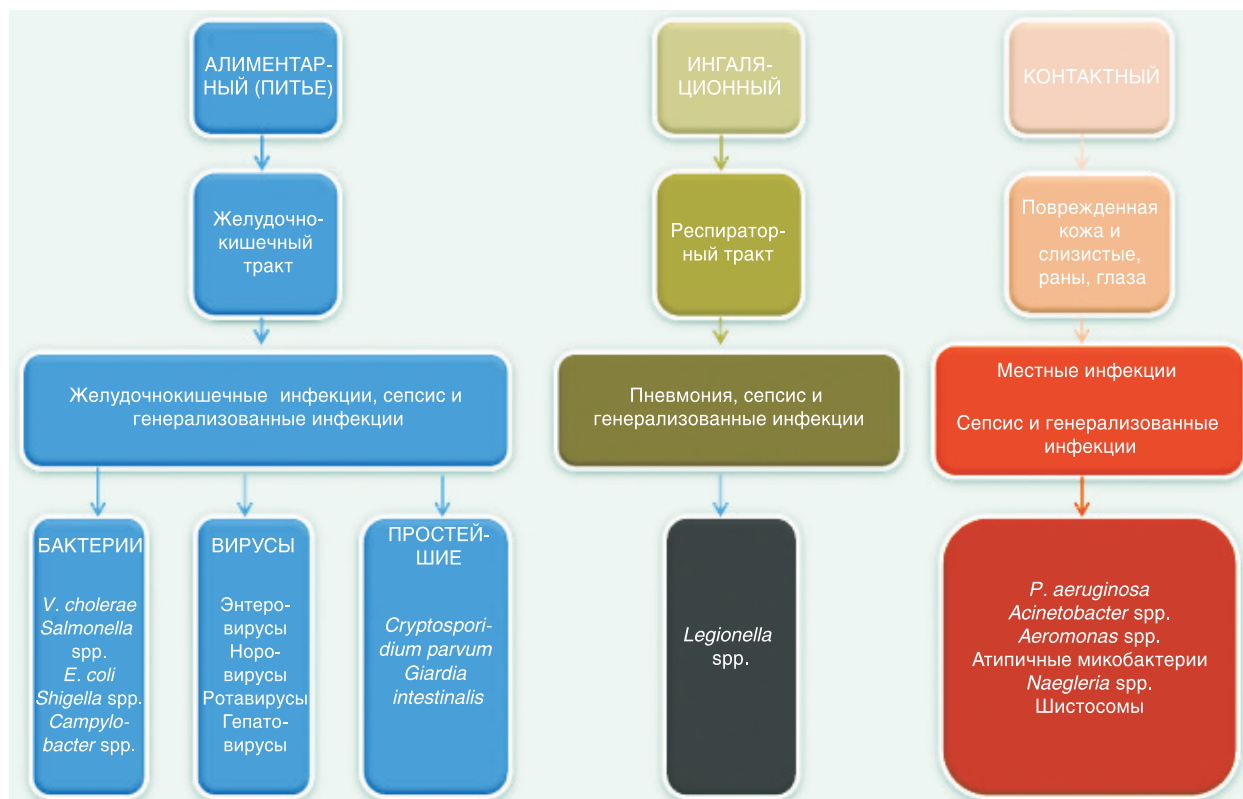 АЛИМЕНТАР-
НЫЙ (ПИТЬЕ)
ИНГАЛЯ-
ЦИОННЫЙ
КОНТАКТНЫЙ
Желудочно-
кишечный
тракт
Респиратор-
ный тракт
Поврежденная
кожа и
слизистые,
раны, глаза
Желудочнокишечные инфекции, сепсис и
генерализованные инфекции
Пневмония, сепсис и
генерализованные инфекции
Местные инфекции
Сепсис и генерализованные
инфекции
БАКТЕРИИ
V. cholerae
Salmonella
spp.
E. coli
Shigella spp.
Campylo-
bacter spp.
ВИРУСЫ
Энтеро-
вирусы
Норо-
вирусы
Ротавирусы
Гепато-
вирусы
ПРОСТЕЙ-
ШИЕ
Cryptospori-
dium parvum
Giardia
intestinalis
Legionella
spp.
P. aeruginosa
Acinetobacter spp.
Aeromonas spp.
Атипичные микобактерии
Naegleria spp.
Шистосомы